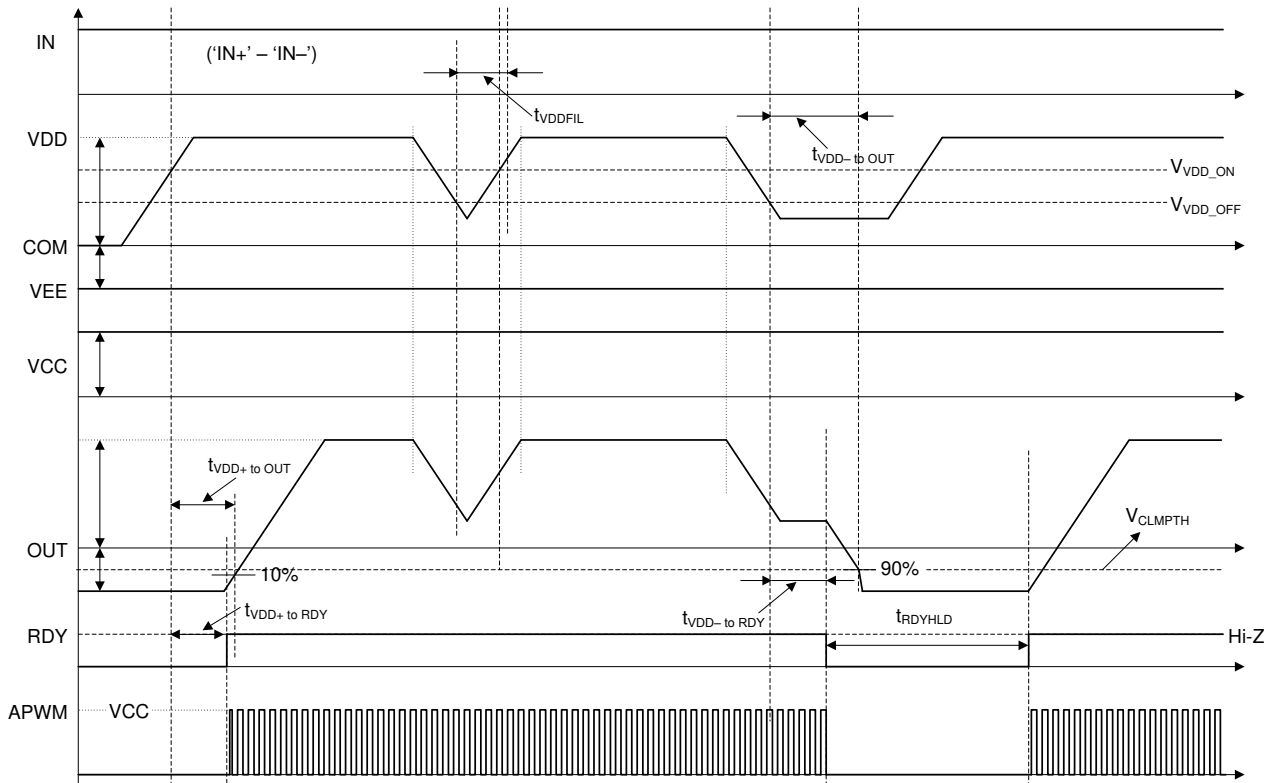 IN
(‘IN+’ – ‘IN–’)
tVDDFIL
VDD
tVDD– to OUT
VVDD_ON
VVDD_OFF
COM
VEE
VCC
tVDD+ to OUT
VCLMPTH
OUT
10%
90%
tVDD+ to RDY
tVDD– to RDY
tRDYHLD
RDY
Hi-Z
APWM
VCC